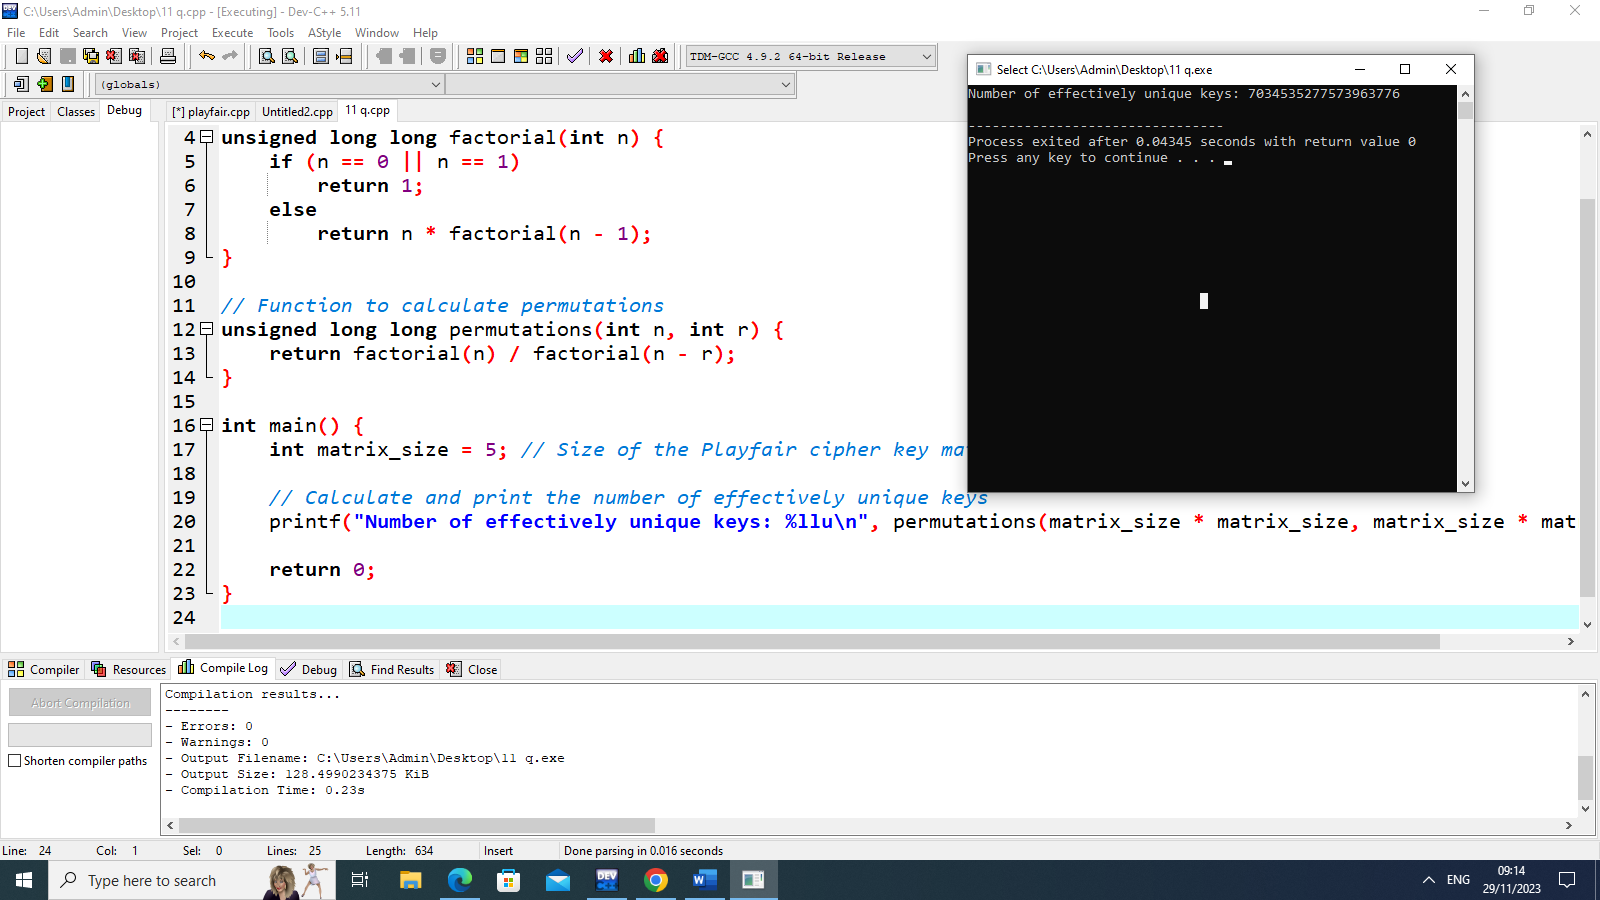 C:\Users\Admin\Desktop\11 q.cpp - [Executing] - Dev-C++ 5.11
File Edit Search View Project Execute Tools AStyle Window Help
TDM-GCC 4.9.2 64-bit Release
(globals)
Project Classes Debug
[*] playfair.cpp Untitled2.cpp 11 q.cpp
4 unsigned long long factorial(int n) {
5 if (n == 0 || n == 1)
6 return 1;
7 else
8 return n * factorial(n - 1);
9 }
10
11 // Function to calculate permutations
12 unsigned long long permutations(int n, int r) {
13 return factorial(n) / factorial(n - r);
14 }
15
16 int main() {
17 int matrix_size = 5; // Size of the Playfair cipher key ma
18
19 // Calculate and print the number of effectively unique keys
20 printf("Number of effectively unique keys: %llu\n", permutations(matrix_size * matrix_size, matrix_size * mat
21
22 return 0;
23 }
24
Select C:\Users\Admin\Desktop\11 q.exe
Number of effectively unique keys: 7034535277573963776
--------------------------------
Process exited after 0.04345 seconds with return value 0
Press any key to continue . . .
Compiler Resources Compile Log Debug Find Results Close
Abort Compilation
Shorten compiler paths
Compilation results...
--------
- Errors: 0
- Warnings: 0
- Output Filename: C:\Users\Admin\Desktop\11 q.exe
- Output Size: 128.4990234375 KiB
- Compilation Time: 0.23s
Line: 24 Col: 1 Sel: 0 Lines: 25 Length: 634 Insert Done parsing in 0.016 seconds
Type here to search
DEV C++
W
ENG
09:14
29/11/2023